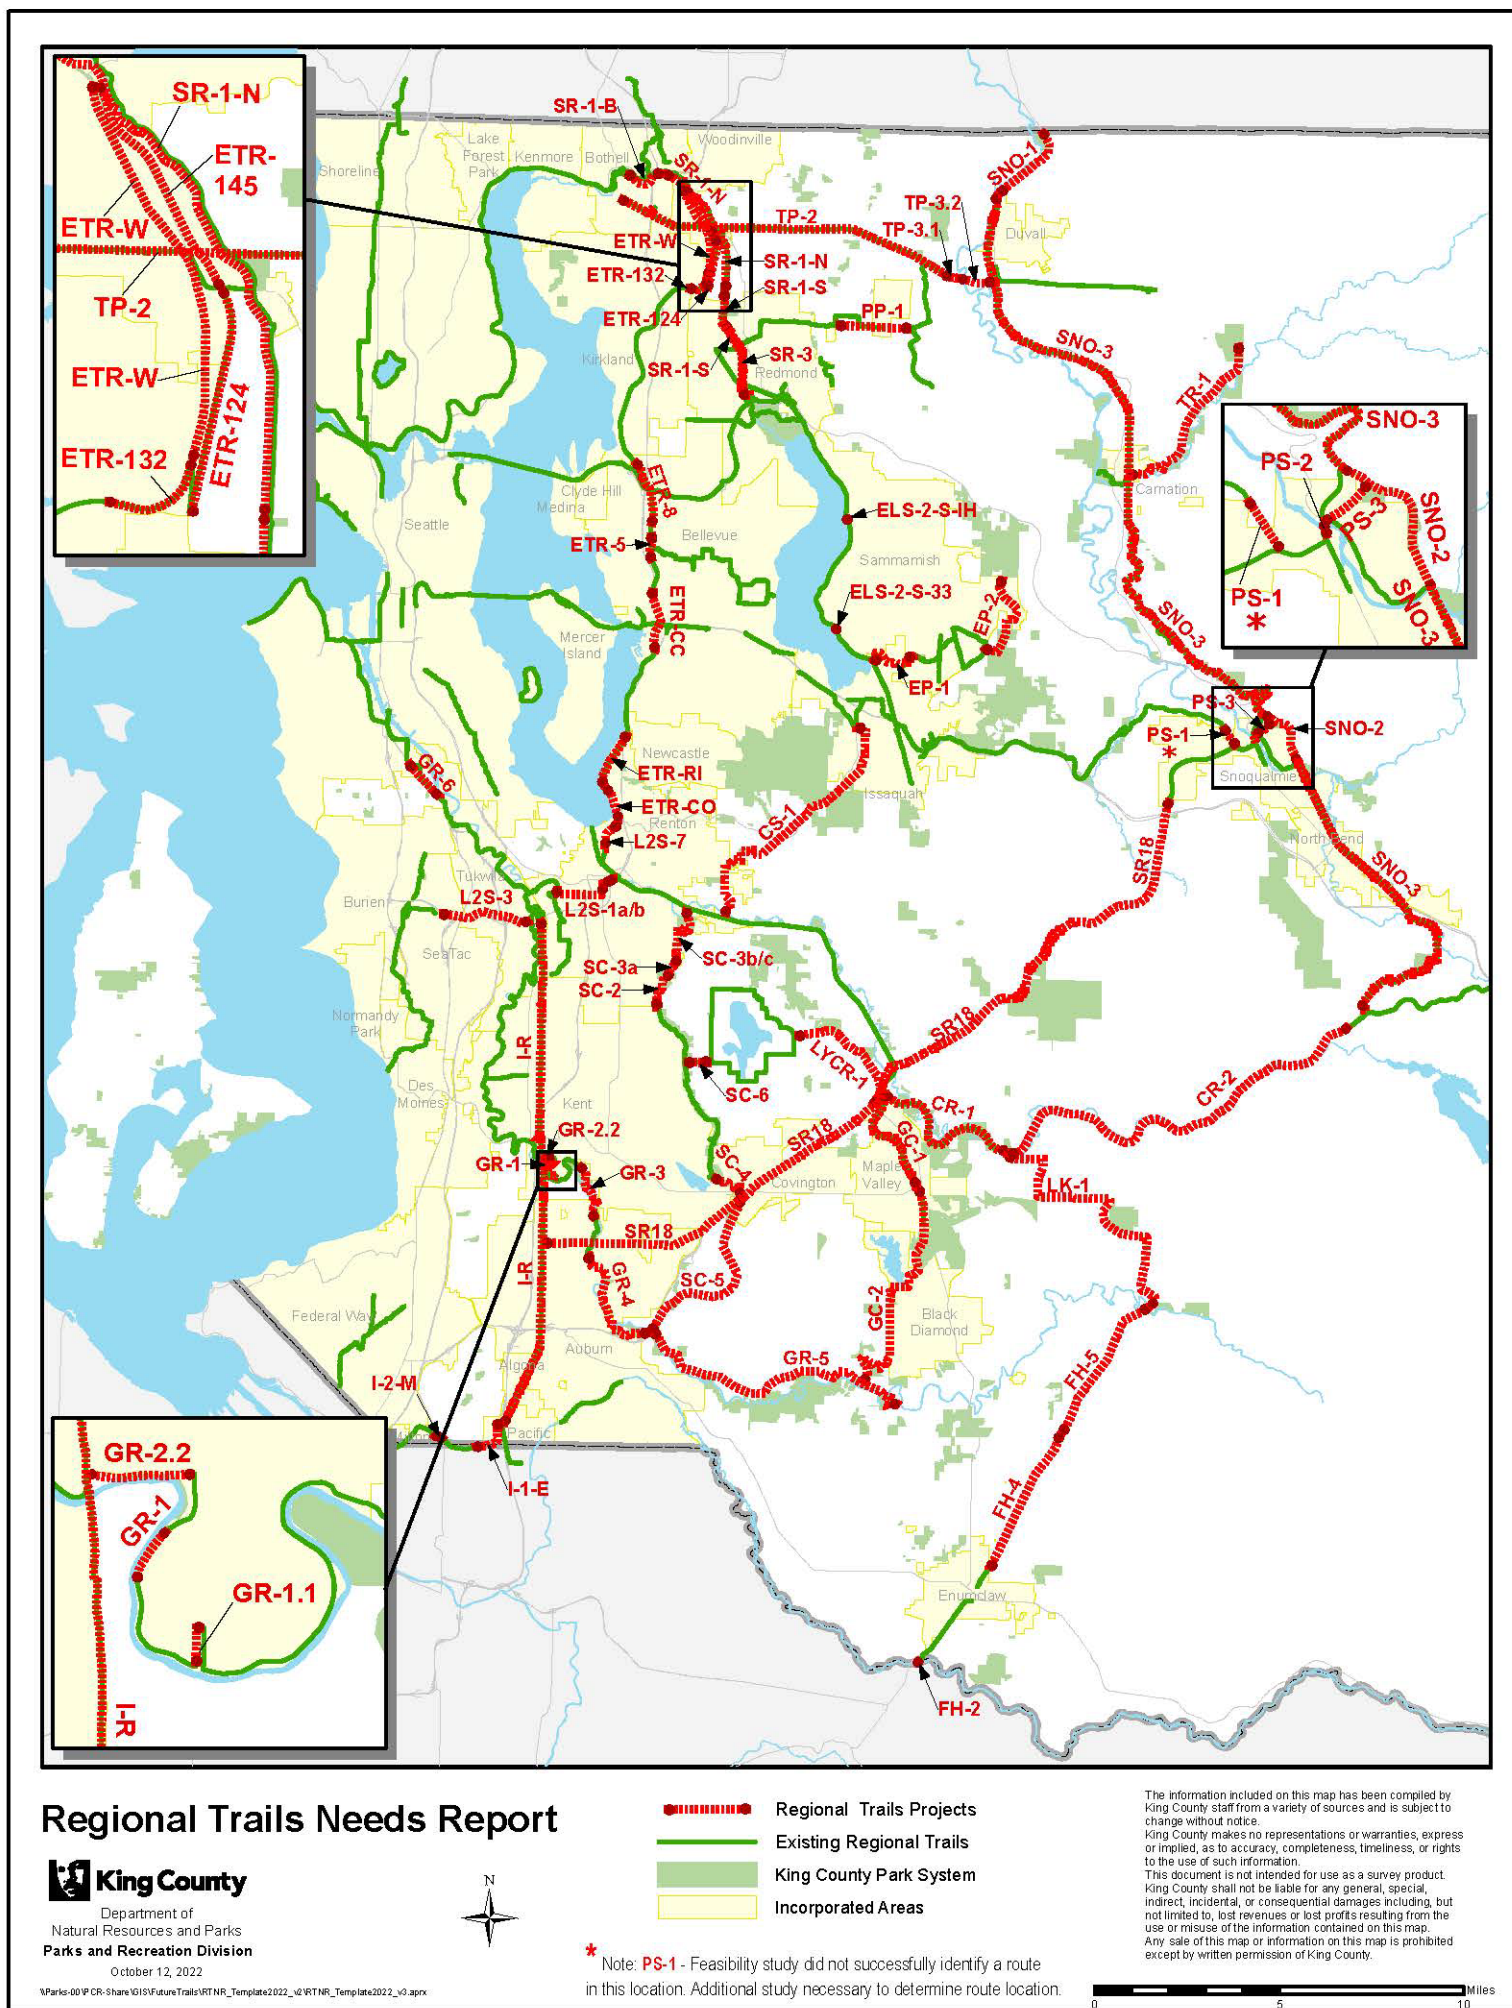 SR-1-N
ETR-
145
ETR-W
TP-2
ETR-W
ETR-124
ETR-132
SR-1-B
Lake
Forest
Park
Kenmore
Bothell
Woodinville
Shoreline
SR-1-N
SNO-1
TP-3.2
TP-2
TP-3.1
Duvall
ETR-W
SR-1-N
ETR-132
SR-1-S
ETR-124
PP-1
SNO-3
Kirkland
SR-1-S
SR-3
Redmond
TR-1
SNO-3
PS-2
PS-3
SNO-2
PS-1
*
SNO-3
ETR-8
Clyde Hill
Medina
Carnation
Seattle
ETR-5
Bellevue
ELS-2-S-IH
Sammamish
ELS-2-S-33
ETR-CC
EP-2
SNO-3
Mercer
Island
EP-1
PS-3
SNO-2
PS-1
*
Newcastle
Snoqualmie
GR-6
ETR-RI
ETR-CO
Issaquah
Renton
CS-1
L2S-7
North Bend
SR18
SNO-3
Tukwila
Burien
L2S-3
L2S-1a/b
SeaTac
SC-3b/c
SC-3a
SC-2
Normandy
Park
I-R
SR18
LYCR-1
SC-6
CR-2
Des
Moines
Kent
CR-1
GR-2.2
SR18
GC-1
GR-1
GR-3
SC-4
Maple
Valley
Covington
LK-1
SR18
I-R
GR-4
SC-5
GC-2
Federal Way
Black
Diamond
Auburn
Algona
GR-5
FH-5
I-2-M
Pacific
I-1-E
GR-2.2
GR-1
GR-1.1
I-R
FH-4
Enumclaw
FH-2
Regional Trails Needs Report
King County
Department of
Natural Resources and Parks
Parks and Recreation Division
October 12, 2022
\\Parks-00\PCR-Share\GIS\FutureTrails\RTNR_Template2022_v2\RTNR_Template2022_v3.aprx
N
Regional Trails Projects
Existing Regional Trails
King County Park System
Incorporated Areas
* Note: PS-1 - Feasibility study did not successfully identify a route
in this location. Additional study necessary to determine route location.
The information included on this map has been compiled by
King County staff from a variety of sources and is subject to
change without notice.
King County makes no representations or warranties, express
or implied, as to accuracy, completeness, timeliness, or rights
to the use of such information.
This document is not intended for use as a survey product.
King County shall not be liable for any general, special,
indirect, incidental, or consequential damages including, but
not limited to, lost revenues or lost profits resulting from the
use or misuse of the information contained on this map.
Any sale of this map or information on this map is prohibited
except by written permission of King County.
0 5 10 Miles